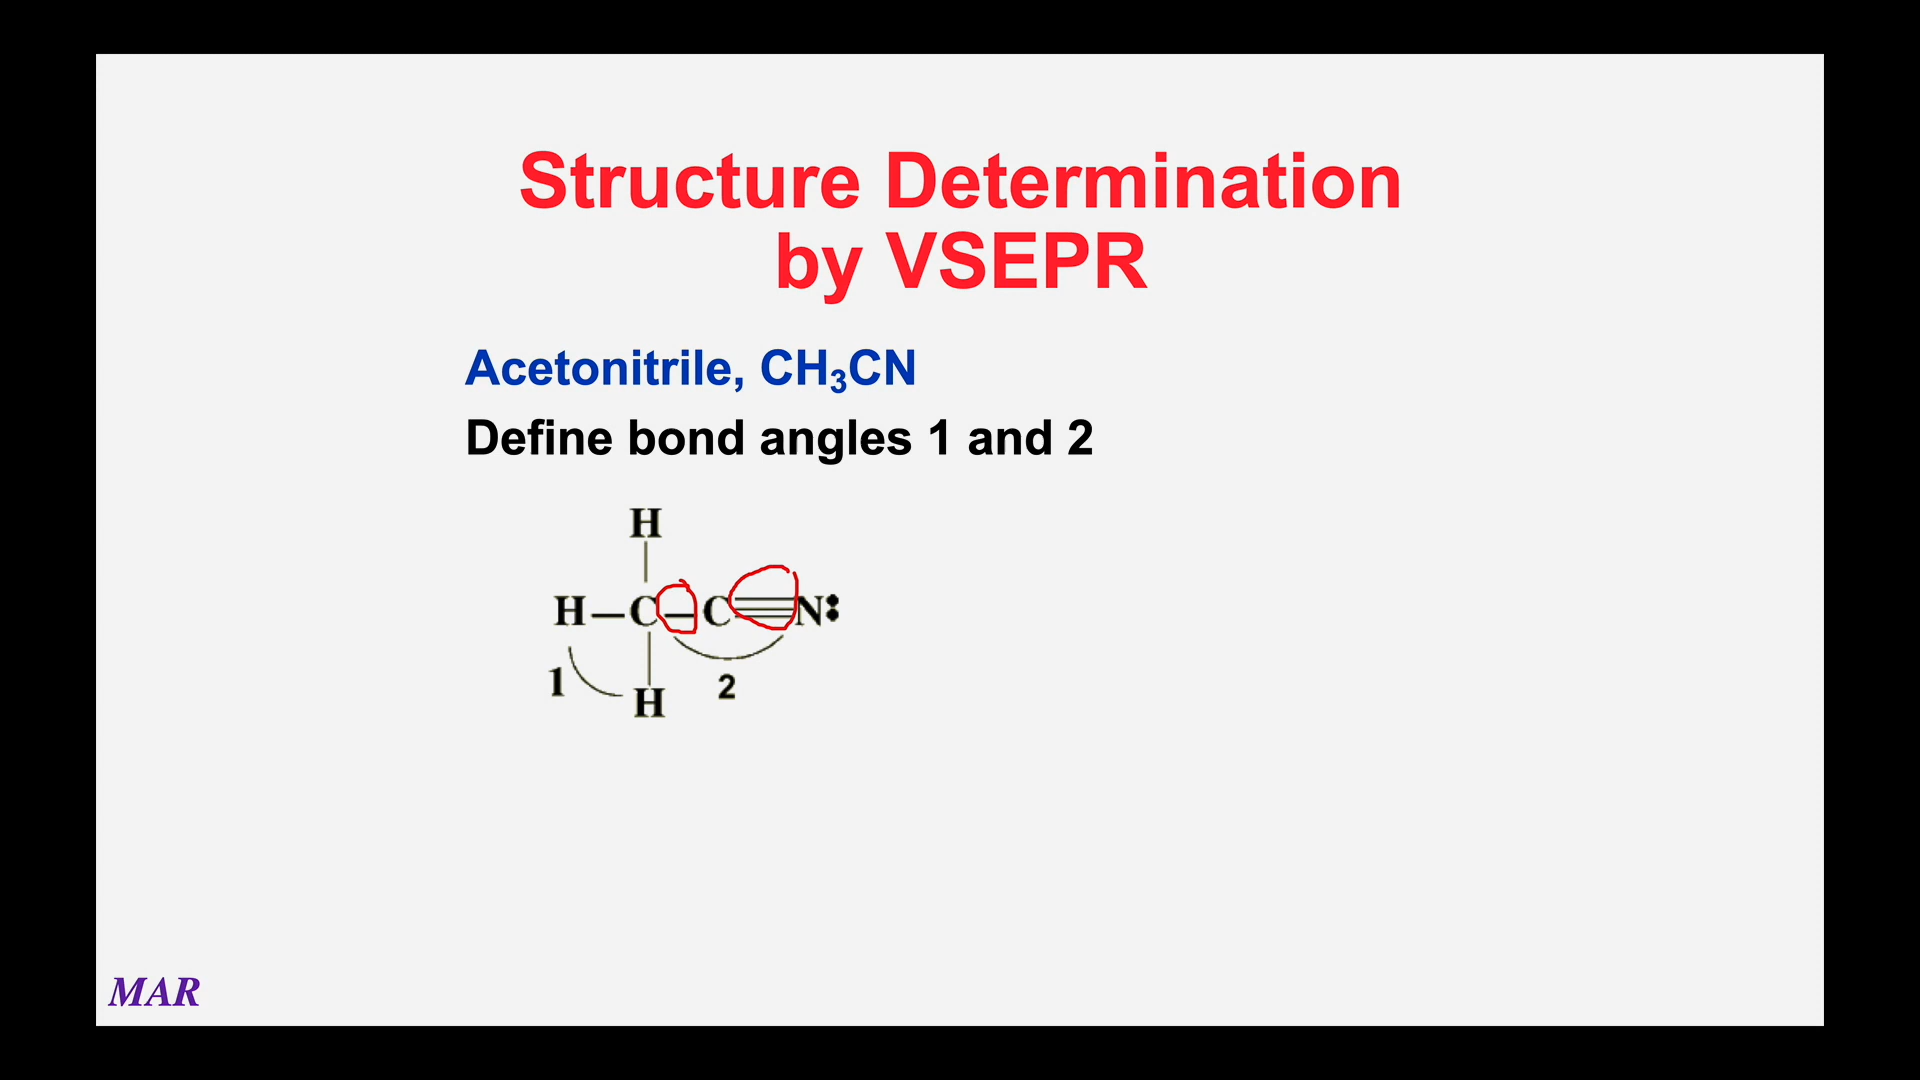 Structure Determination
by VSEPR
Acetonitrile, CH₃CN
Define bond angles 1 and 2
H
H—C—C≡N:
1 H 2
MAR